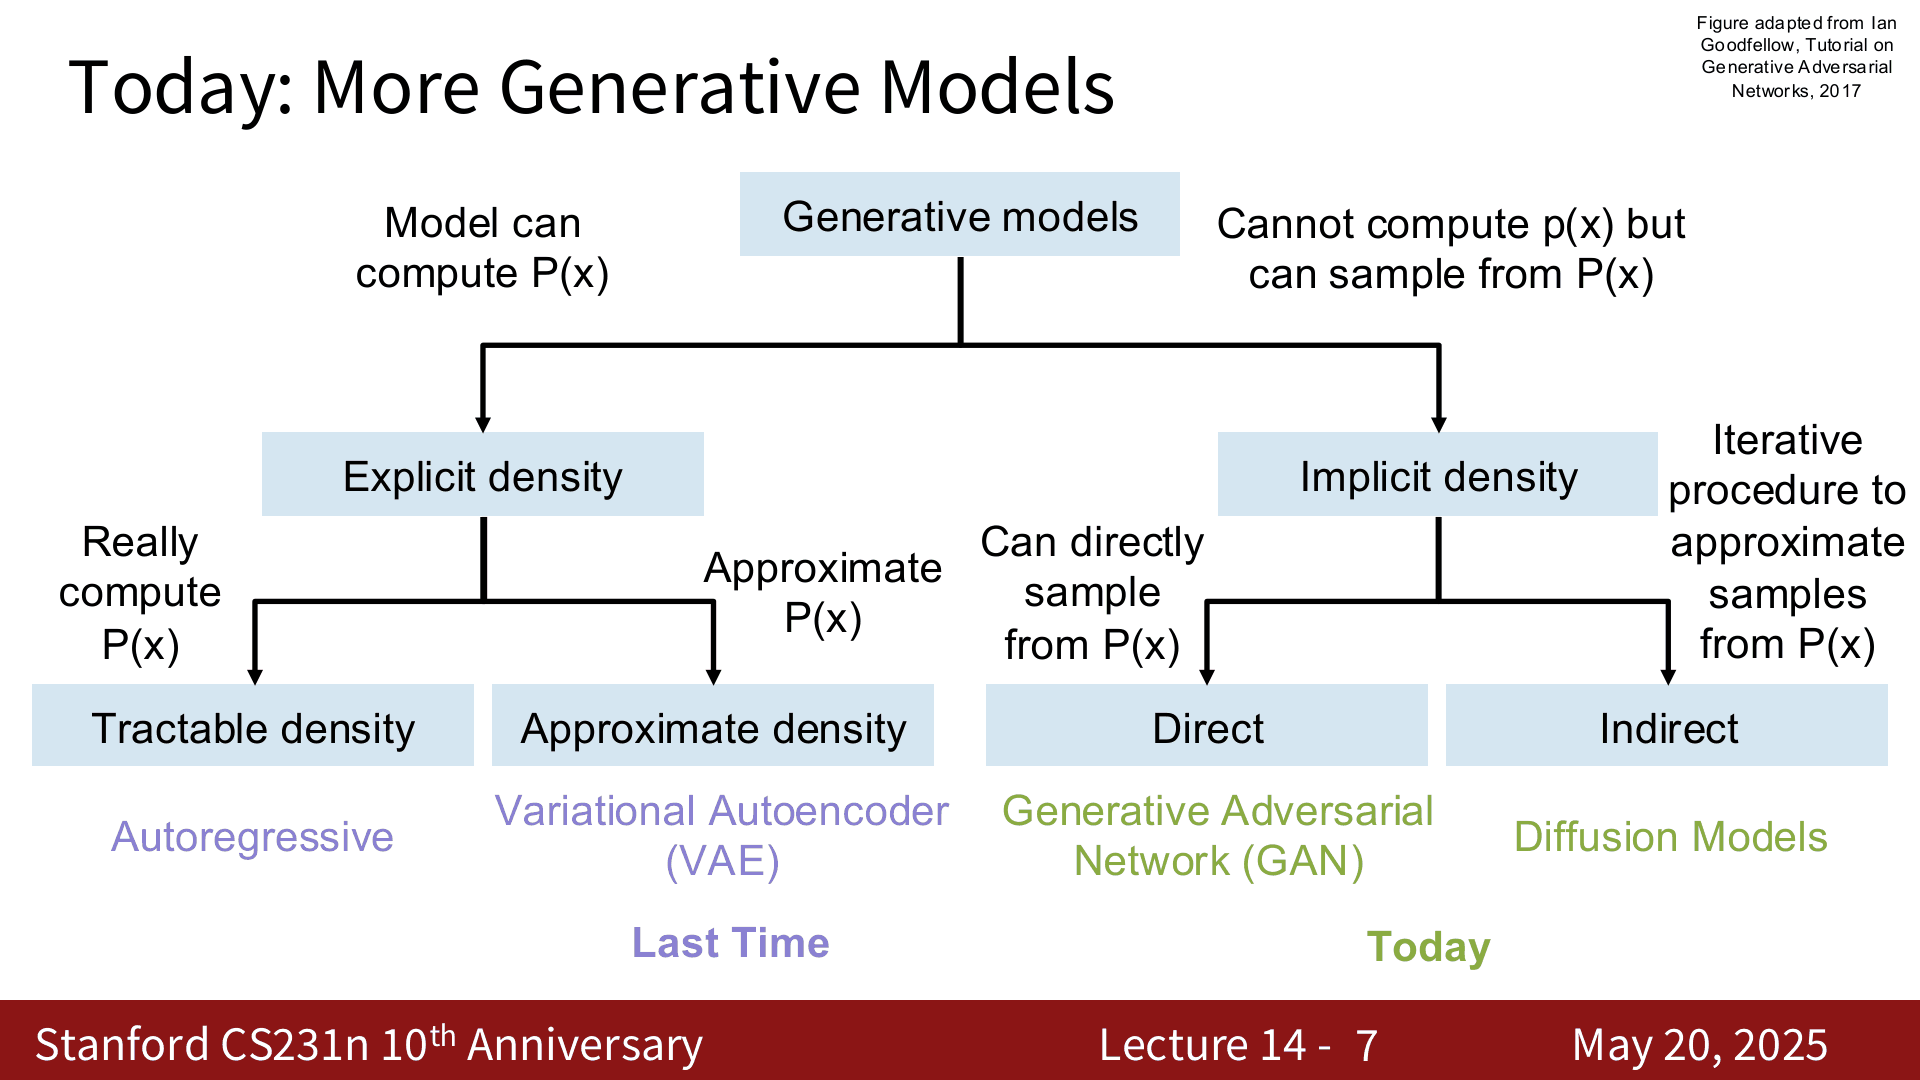 Figure adapted from Ian
Goodfellow, Tutorial on
Generative Adversarial
Networks, 2017
Today: More Generative Models
Generative models
Model can
compute P(x)
Cannot compute p(x) but
can sample from P(x)
Explicit density
Implicit density
Really
compute
P(x)
Approximate
P(x)
Can directly
sample
from P(x)
Iterative
procedure to
approximate
samples
from P(x)
Tractable density
Approximate density
Direct
Indirect
Autoregressive
Variational Autoencoder
(VAE)
Generative Adversarial
Network (GAN)
Diffusion Models
Last Time
Today
Stanford CS231n 10th Anniversary
Lecture 14 - 7
May 20, 2025